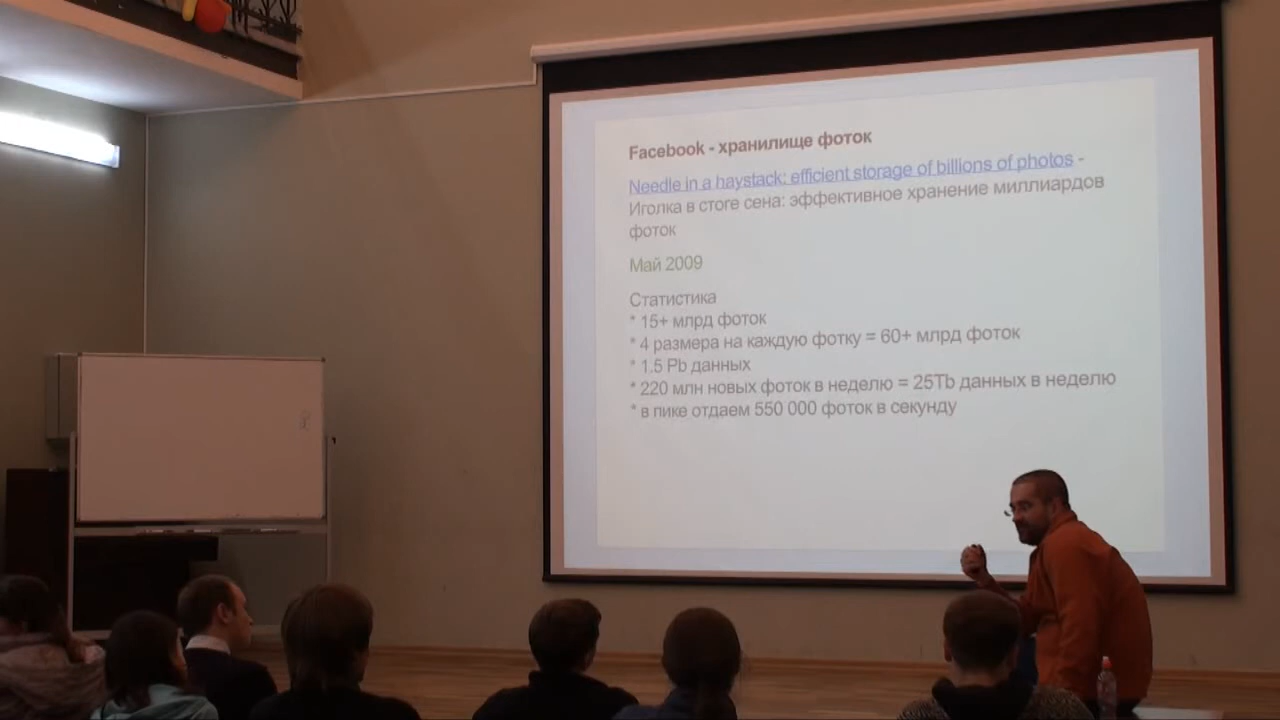 Facebook - хранилище фоток
Needle in a haystack: efficient storage of billions of photos -
Иголка в стоге сена: эффективное хранение миллиардов
фоток
Май 2009
Статистика
* 15+ млрд фоток
* 4 размера на каждую фотку = 60+ млрд фоток
* 1.5 Pb данных
* 220 млн новых фоток в неделю = 25Tb данных в неделю
* в пике отдаем 550 000 фоток в секунду